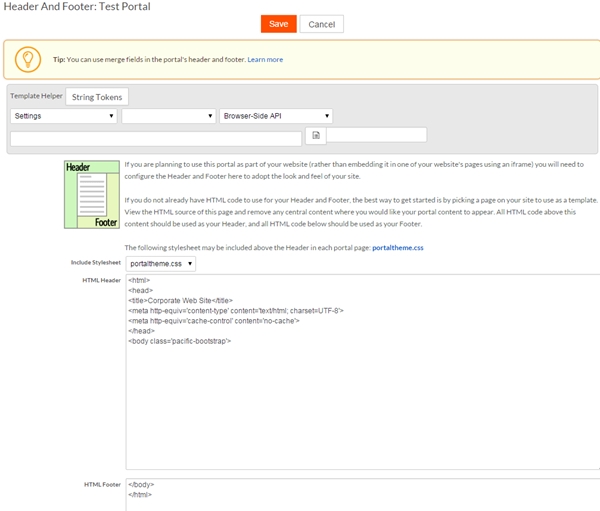 Header And Footer: Test Portal
Save Cancel
Tip: You can use merge fields in the portal's header and footer. Learn more
Template Helper String Tokens
Settings Browser-Side API
Header
Footer
If you are planning to use this portal as part of your website (rather than embedding it in one of your website's pages using an iframe) you will need
to configure the Header and Footer here to adopt the look and feel of your site.
If you do not already have HTML code to use for your Header and Footer, the best way to get started is by picking a page on your site to use as a template.
View the HTML source of this page and remove any central content where you would like your portal content to appear. All HTML code above this
content should be used as your Header, and all HTML code below should be used as your Footer.
The following stylesheet may be included above the Header in each portal page: portaltheme.css
Include Stylesheet portaltheme.css
HTML Header <html>
<head>
<title>Corporate Web Site</title>
<meta http-equiv='content-type' content='text/html; charset=UTF-8'>
<meta http-equiv='cache-control' content='no-cache'>
</head>
<body class='pacific-bootstrap'>
HTML Footer </body>
</html>